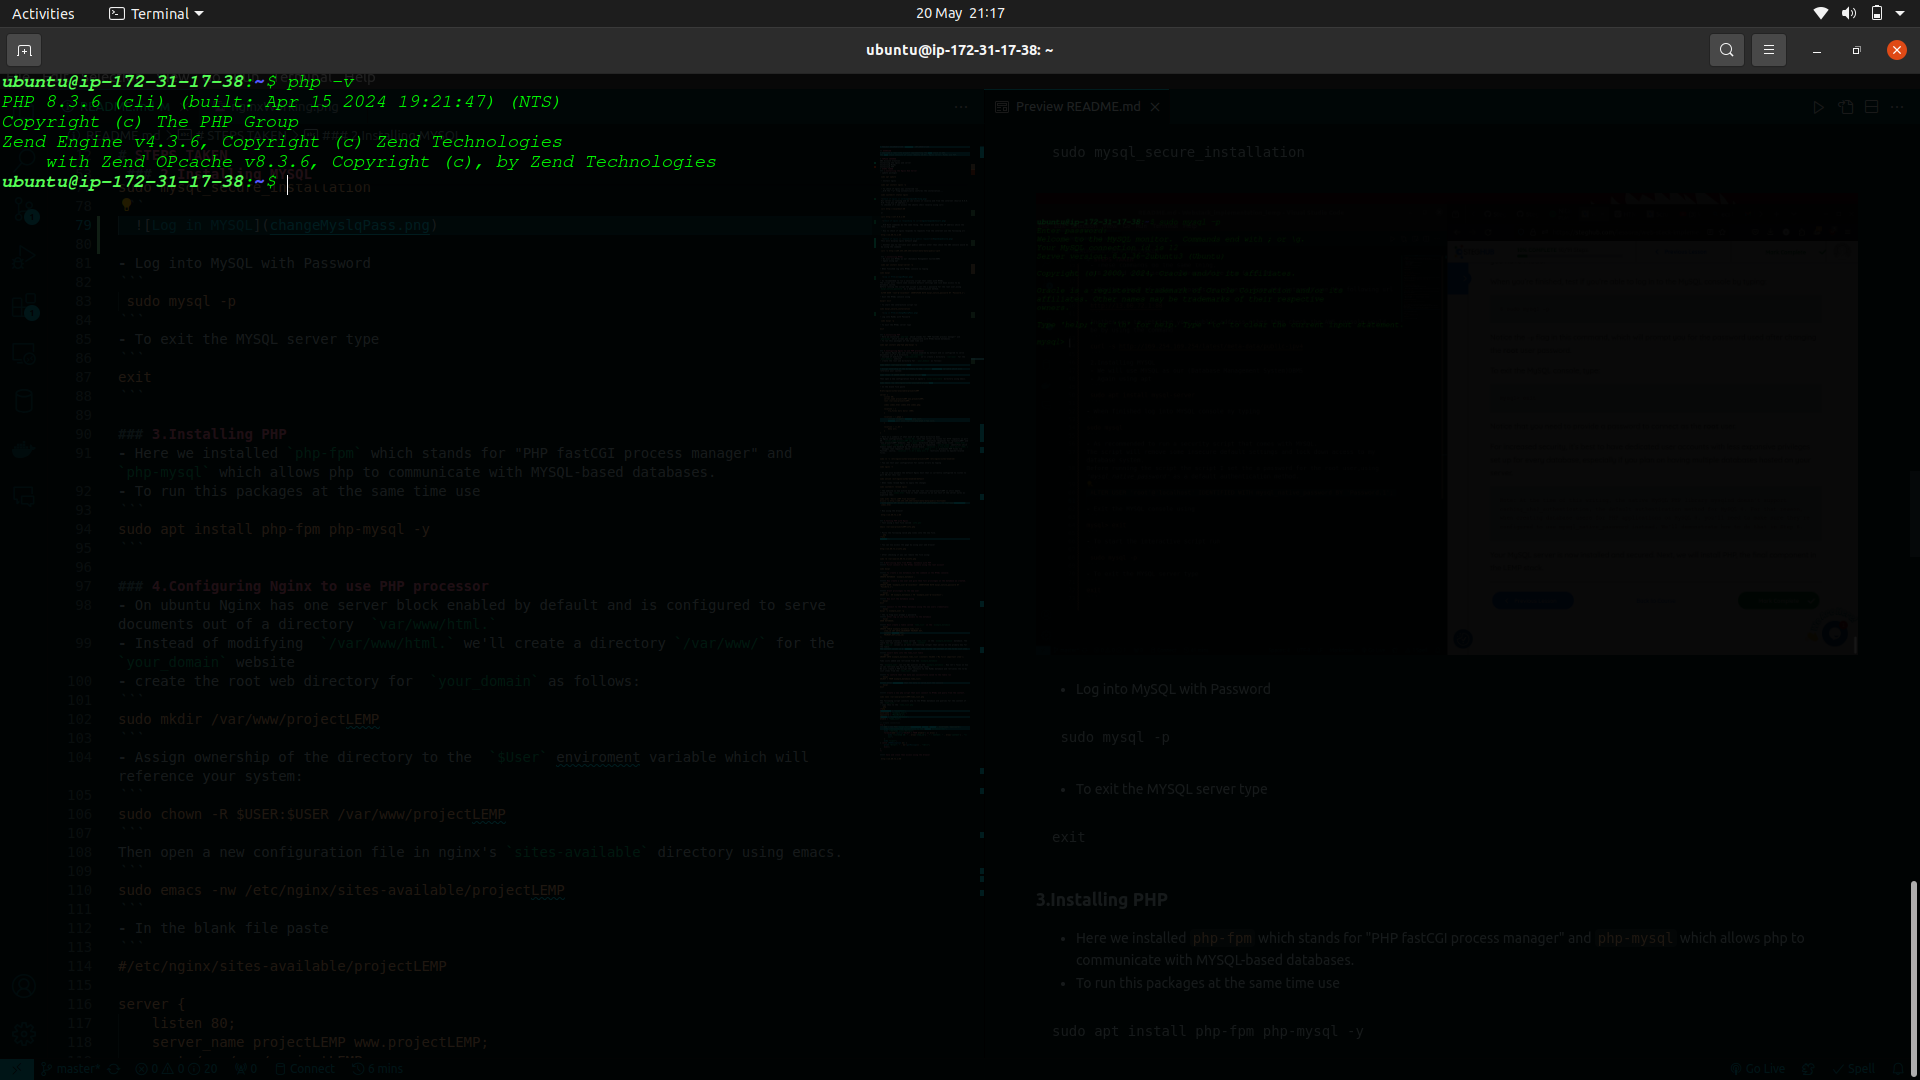 Activities
Terminal
20 May 21:17
ubuntu@ip-172-31-17-38: ~
ubuntu@ip-172-31-17-38:~$ php -v
PHP 8.3.6 (cli) (built: Apr 15 2024 19:21:47) (NTS)
Copyright (c) The PHP Group
Zend Engine v4.3.6, Copyright (c) Zend Technologies
with Zend OPcache v8.3.6, Copyright (c), by Zend Technologies
ubuntu@ip-172-31-17-38:~$
78
79 ![Log in MYSQL](changeMyslqPass.png)
80
81 - Log into MySQL with Password
82 ```
83 sudo mysql -p
84 ```
85 - To exit the MYSQL server type
86 ```
87 exit
88 ```
89
90 ### 3.Installing PHP
91 - Here we installed `php-fpm` which stands for "PHP fastCGI process manager" and
`php-mysql` which allows php to communicate with MYSQL-based databases.
92 - To run this packages at the same time use
93 ```
94 sudo apt install php-fpm php-mysql -y
95 ```
96
97 ### 4.Configuring Nginx to use PHP processor
98 - On ubuntu Nginx has one server block enabled by default and is configured to serve
documents out of a directory `var/www/html.`
99 - Instead of modifying `/var/www/html.` we'll create a directory `/var/www/` for the
`your_domain` website
100 - create the root web directory for `your_domain` as follows:
101 ```
102 sudo mkdir /var/www/projectLEMP
103 ```
104 - Assign ownership of the directory to the `$User` enviroment variable which will
reference your system:
105 ```
106 sudo chown -R $USER:$USER /var/www/projectLEMP
107 ```
108 Then open a new configuration file in nginx's `sites-available` directory using emacs.
109 ```
110 sudo emacs -nw /etc/nginx/sites-available/projectLEMP
111 ```
112 - In the blank file paste
113 ```
114 #/etc/nginx/sites-available/projectLEMP
115
116 server {
117 listen 80;
118 server_name projectLEMP www.projectLEMP;
master*
0 0 20
0
Connect
6 mins
Preview README.md
sudo mysql_secure_installation
Log into MySQL with Password
sudo mysql -p
To exit the MYSQL server type
exit
3.Installing PHP
Here we installed php-fpm which stands for "PHP fastCGI process manager" and php-mysql which allows php to
communicate with MYSQL-based databases.
To run this packages at the same time use
sudo apt install php-fpm php-mysql -y
Go Live
Spell